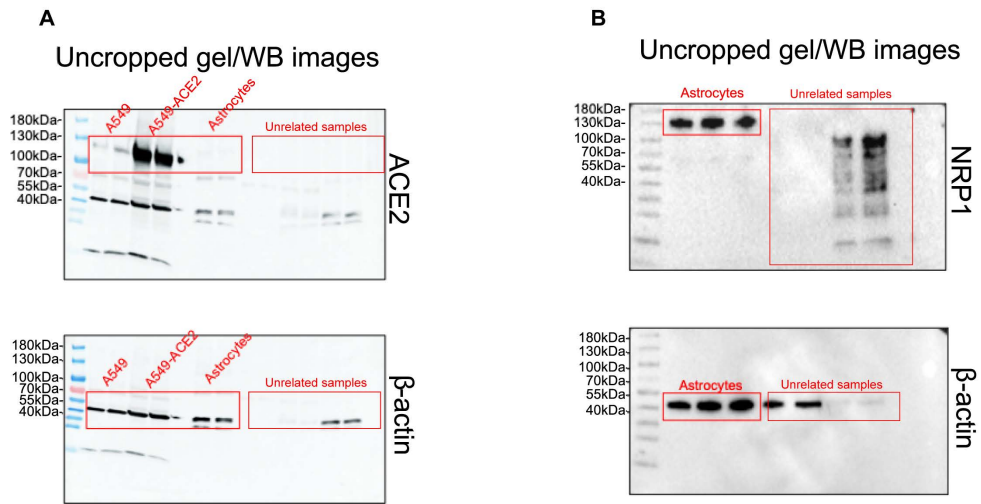 A
Uncropped gel/WB images
A549
A549-ACE2
Astrocytes
Unrelated samples
180kDa-
130kDa-
100kDa-
70kDa-
55kDa-
40kDa-
ACE2
180kDa-
130kDa-
100kDa-
70kDa-
55kDa-
40kDa-
A549
A549-ACE2
Astrocytes
Unrelated samples
β-actin
B
Uncropped gel/WB images
Astrocytes
Unrelated samples
180kDa-
130kDa-
100kDa-
70kDa-
55kDa-
40kDa-
NRP1
180kDa-
130kDa-
100kDa-
70kDa-
55kDa-
40kDa-
Astrocytes
Unrelated samples
β-actin